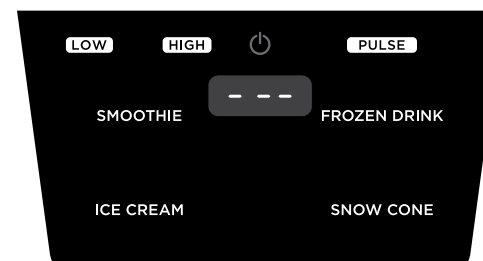 LOW HIGH PULSE
- - -
SMOOTHIE FROZEN DRINK
ICE CREAM SNOW CONE